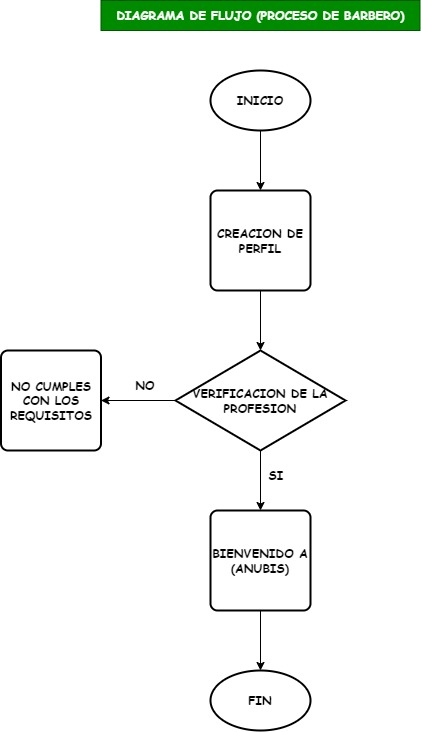 DIAGRAMA DE FLUJO (PROCESO DE BARBERO)
INICIO
CREACION DE
PERFIL
VERIFICACION DE LA
PROFESION
NO
NO CUMPLES
CON LOS
REQUISITOS
SI
BIENVENIDO A
(ANUBIS)
FIN